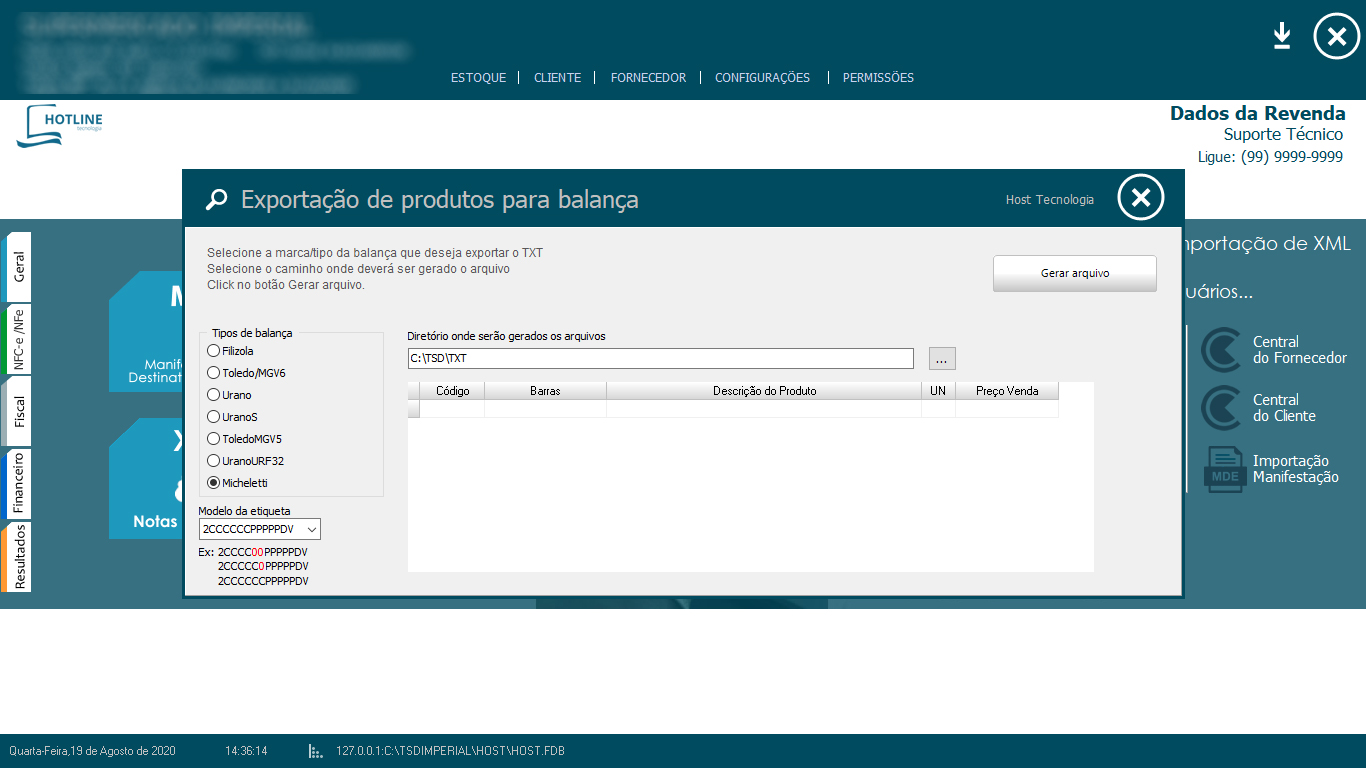 ESTOQUE | CLIENTE | FORNECEDOR | CONFIGURAÇÕES | PERMISSÕES
HOTLINE
tecnologia
Dados da Revenda
Suporte Técnico
Ligue: (99) 9999-9999
Exportação de produtos para balança
Host Tecnologia
Selecione a marca/tipo da balança que deseja exportar o TXT
Selecione o caminho onde deverá ser gerado o arquivo
Click no botão Gerar arquivo.
Gerar arquivo
Tipos de balança
Filizola
Toledo/MGV6
Urano
UranoS
ToledoMGV5
UranoURF32
Micheletti
Modelo da etiqueta
2CCCCCCPPPPPDV
Ex: 2CCCC00PPPPPDV
2CCCCC0PPPPPDV
2CCCCCCPPPPPDV
Diretório onde serão gerados os arquivos
C:\TSD\TXT
...
Código Barras Descrição do Produto UN Preço Venda
Geral
NFC-e /NFe
Fiscal
Financeiro
Resultados
M
Manif
Destinat
X
&
Notas
mportação de XML
uários...
Central
do Fornecedor
Central
do Cliente
MDE
Importação
Manifestação
Quarta-Feira,19 de Agosto de 2020 14:36:14 127.0.0.1:C:\TSDIMPERIAL\HOST\HOST.FDB